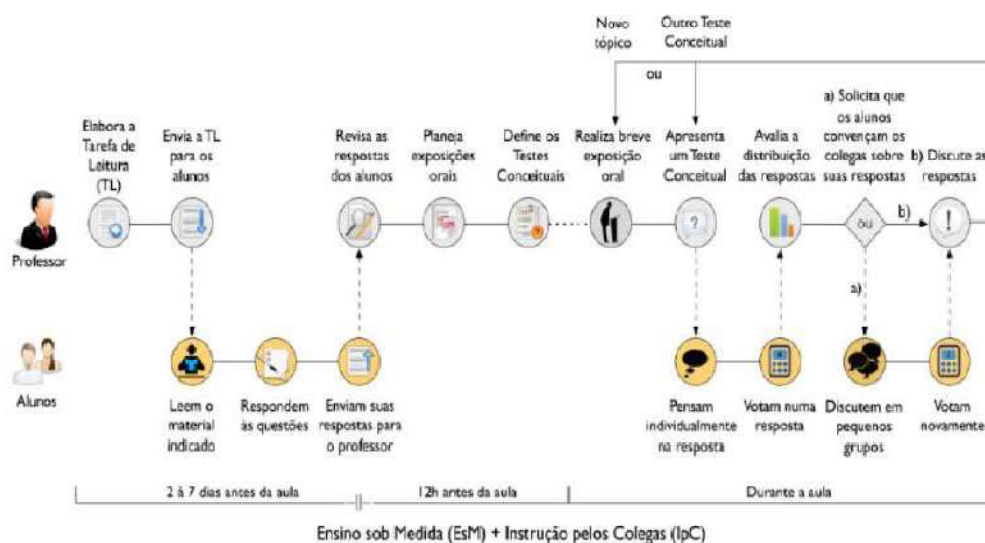 Novo
tópico
Outro Teste
Conceitual
ou
Elabora a
Tarefa de
Leitura
(TL)
Envia a TL
para os
alunos
Revisa as
respostas
dos alunos
Planeja
exposições
orais
Define os
Testes
Conceituais
Realiza breve
exposição
oral
Apresenta
um Teste
Conceitual
Avalia a
distribuição
das respostas
a) Solicita que
os alunos
convençam os
colegas sobre
suas respostas
b) Discute as
respostas
Professor
ou
b)
a)
Alunos
Leem o
material
indicado
Respondem
às questões
Enviam suas
respostas para
o professor
Pensam
individualmente
na resposta
Votam numa
resposta
Discutem em
pequenos
grupos
Votam
novamente
2 à 7 dias antes da aula
12h antes da aula
Durante a aula
Ensino sob Medida (EsM) + Instrução pelos Colegas (IpC)